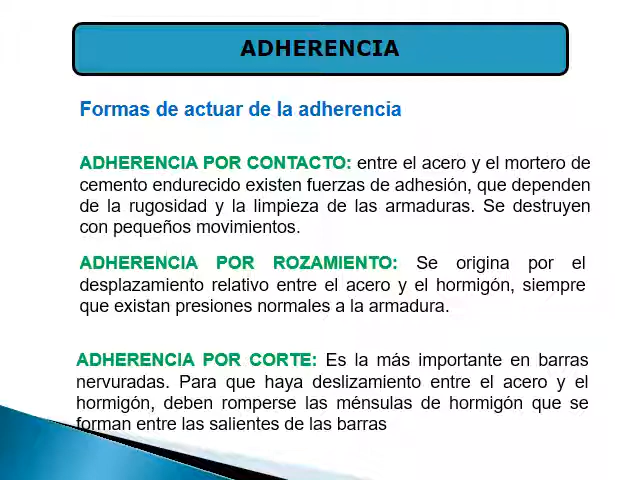 ADHERENCIA
Formas de actuar de la adherencia
ADHERENCIA POR CONTACTO: entre el acero y el mortero de
cemento endurecido existen fuerzas de adhesión, que dependen
de la rugosidad y la limpieza de las armaduras. Se destruyen
con pequeños movimientos.
ADHERENCIA POR ROZAMIENTO: Se origina por el
desplazamiento relativo entre el acero y el hormigón, siempre
que existan presiones normales a la armadura.
ADHERENCIA POR CORTE: Es la más importante en barras
nervuradas. Para que haya deslizamiento entre el acero y el
hormigón, deben romperse las ménsulas de hormigón que se
forman entre las salientes de las barras